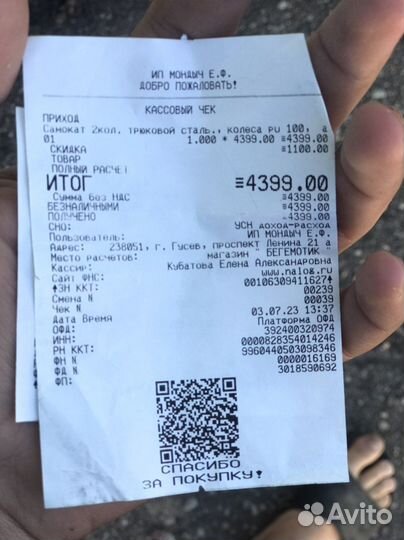 ИП МОНДЫЧ Е.Ф.
ДОБРО ПОЖАЛОВАТЬ!
КАССОВЫЙ ЧЕК
ПРИХОД
Самокат 2кол. трюковой сталь., колеса PU 100, а
01 1.000 * 4399.00 ≡4399.00
СКИДКА ≡1100.00
ТОВАР
ПОЛНЫЙ РАСЧЕТ
ИТОГ ≡4399.00
Сумма без НДС ≡4399.00
БЕЗНАЛИЧНЫМИ ≡4399.00
ПОЛУЧЕНО ≡4399.00
СНО: УСН доход-расход
Пользователь: ИП МОНДЫЧ Е.Ф.
Адрес: 238051, г. Гусев, проспект Ленина 21 а
Место расчетов: магазин " БЕГЕМОТИК "
Кассир: Кубатова Елена Александровна
Сайт ФНС: www.nalog.ru
ЗН ККТ: 00106309411627
Смена N 00239
Чек N 00039
Дата Время 03.07.23 13:37
ОФД: Платформа ОФД
ИНН: 392400320974
РН ККТ: 0000828354014246
ФН N 9960440503098346
ФД N 0000016169
ФП: 3018590692
СПАСИБО
ЗА ПОКУПКУ!
Avito